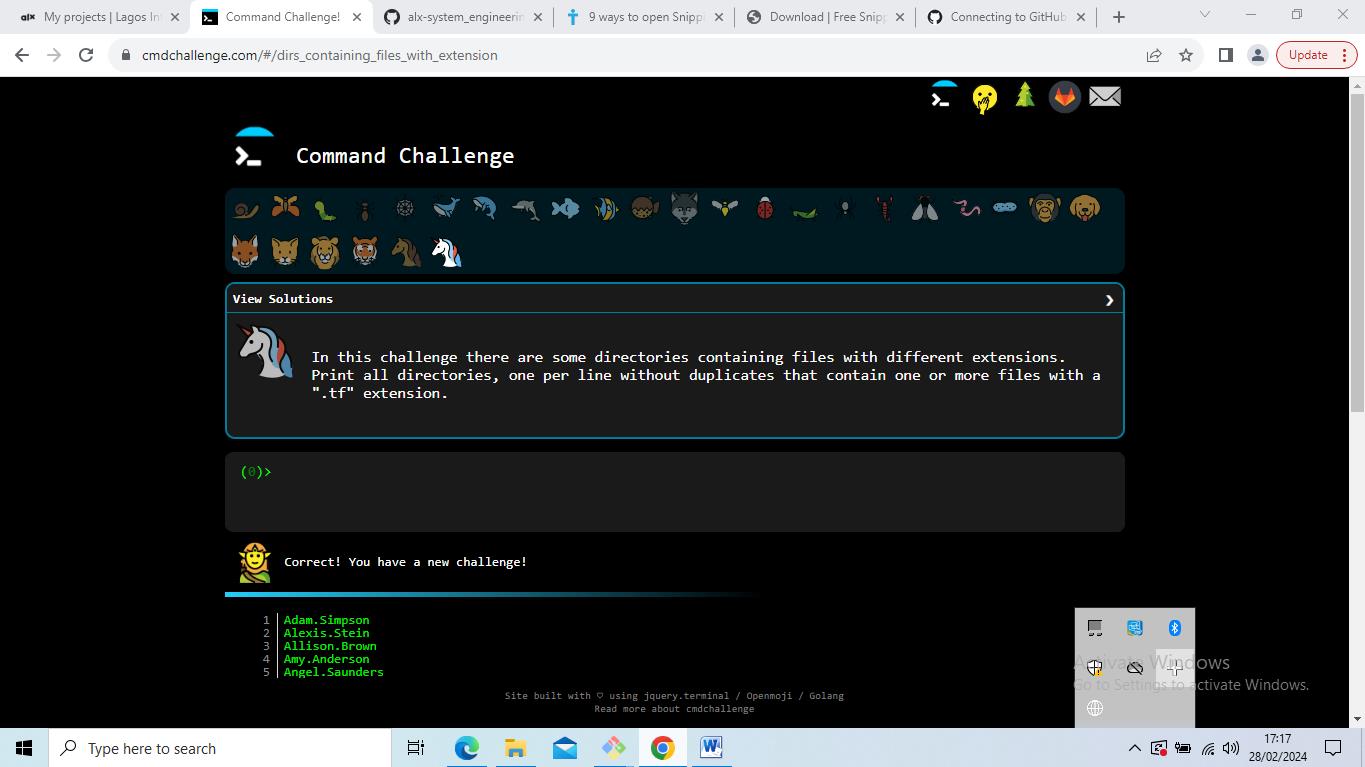 alx My projects | Lagos Int
Command Challenge!
alx-system_engineerin
9 ways to open Snippi
Download | Free Snipp
Connecting to GitHub
cmdchallenge.com/#/dirs_containing_files_with_extension
Update
Command Challenge
View Solutions
In this challenge there are some directories containing files with different extensions.
Print all directories, one per line without duplicates that contain one or more files with a
".tf" extension.
(0)>
Correct! You have a new challenge!
1 Adam.Simpson
2 Alexis.Stein
3 Allison.Brown
4 Amy.Anderson
5 Angel.Saunders
Activate Windows
Go to Settings to activate Windows.
Site built with ♡ using jquery.terminal / Openmoji / Golang
Read more about cmdchallenge
Type here to search
17:17
28/02/2024